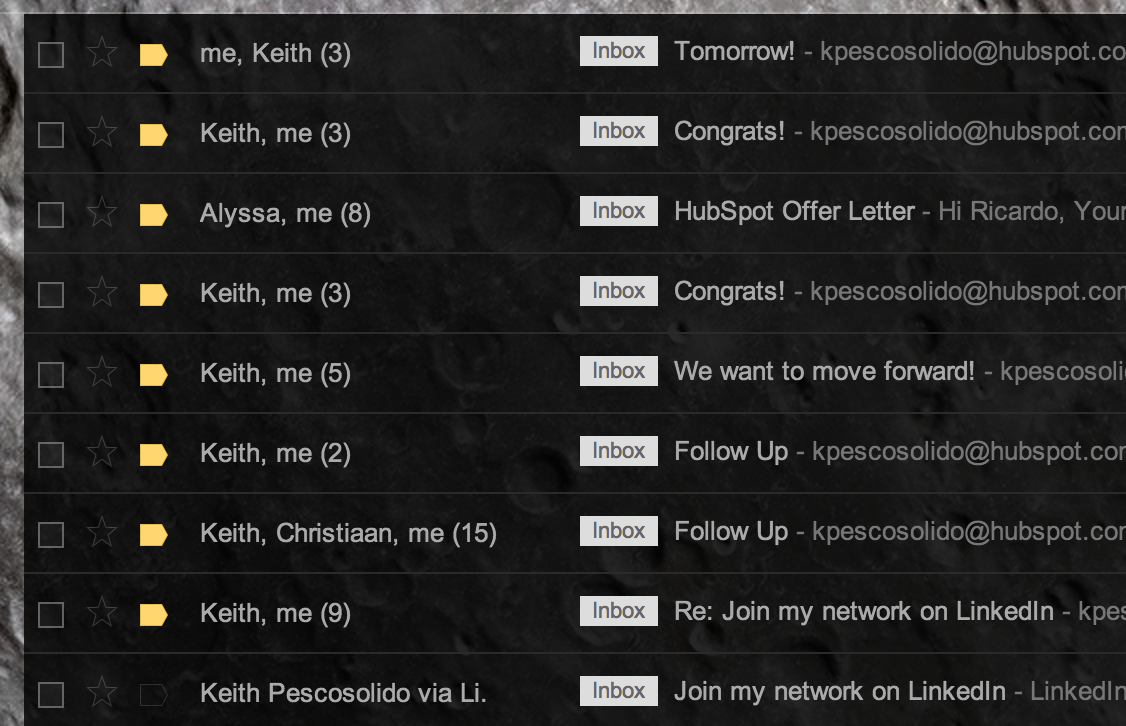 me, Keith (3) Inbox Tomorrow! - kpescosolido@hubspot.co
Keith, me (3) Inbox Congrats! - kpescosolido@hubspot.com
Alyssa, me (8) Inbox HubSpot Offer Letter - Hi Ricardo, Your
Keith, me (3) Inbox Congrats! - kpescosolido@hubspot.com
Keith, me (5) Inbox We want to move forward! - kpescosoli
Keith, me (2) Inbox Follow Up - kpescosolido@hubspot.com
Keith, Christiaan, me (15) Inbox Follow Up - kpescosolido@hubspot.com
Keith, me (9) Inbox Re: Join my network on LinkedIn - kpes
Keith Pescosolido via Li. Inbox Join my network on LinkedIn - LinkedIn